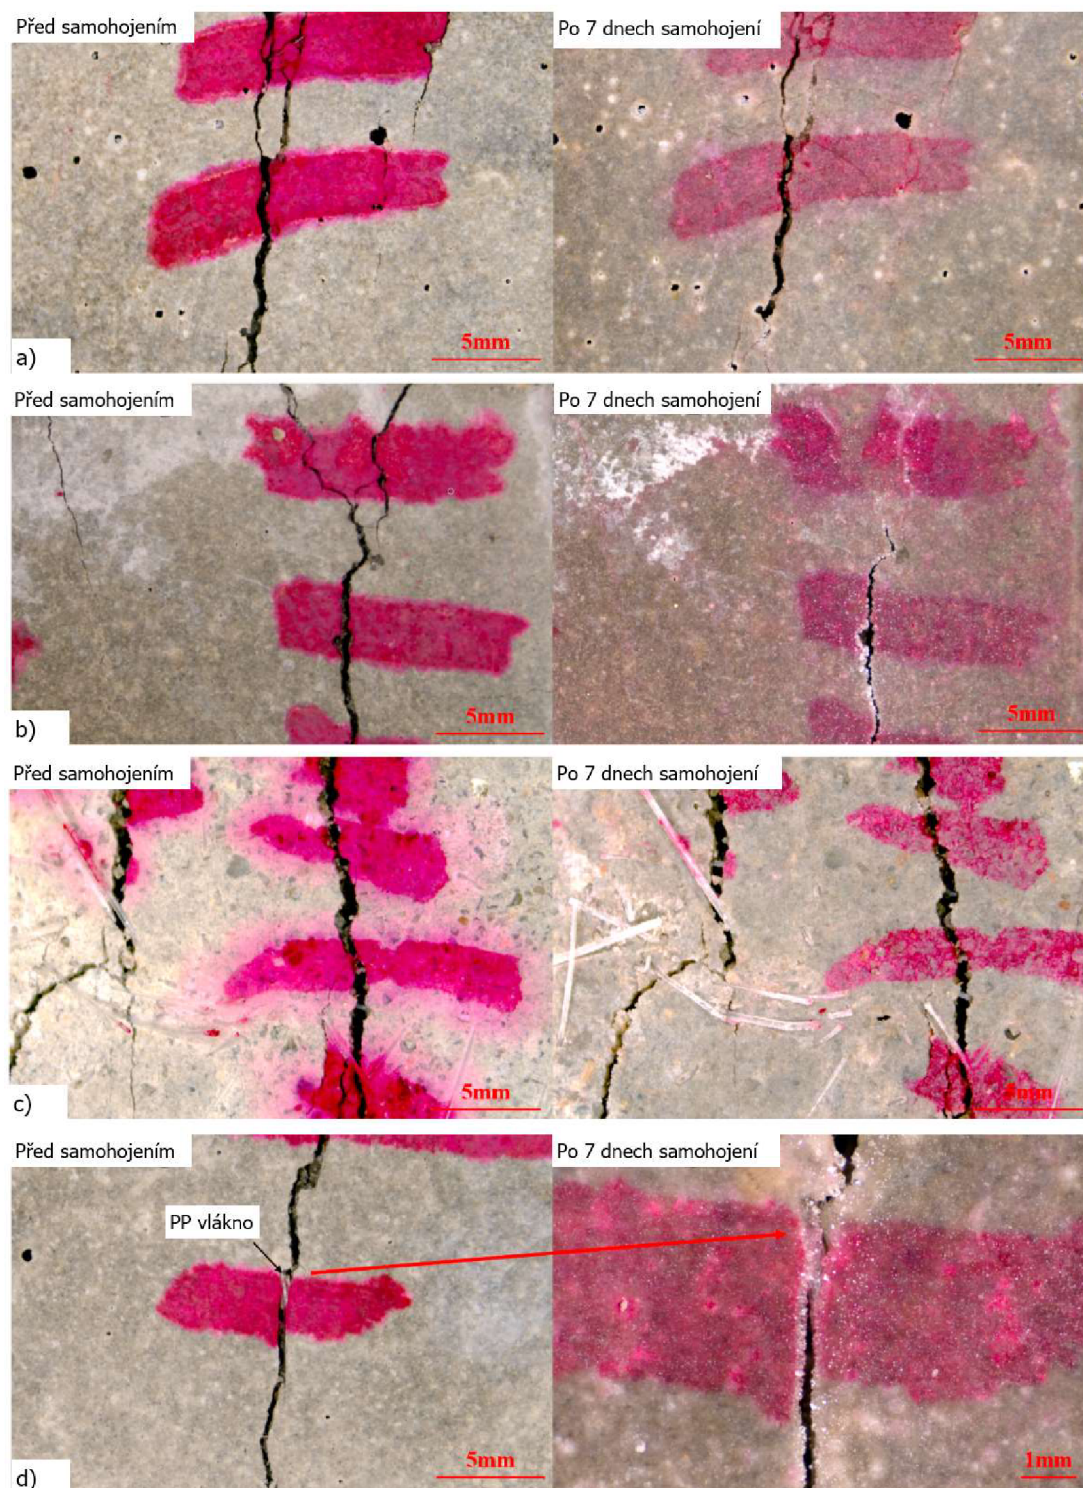 Před samohojením
Po 7 dnech samohojení
5mm
5mm
a)
Před samohojením
Po 7 dnech samohojení
5mm
5mm
b)
Před samohojením
Po 7 dnech samohojení
5mm
5mm
c)
Před samohojením
Po 7 dnech samohojení
PP vlákno
5mm
1mm
d)